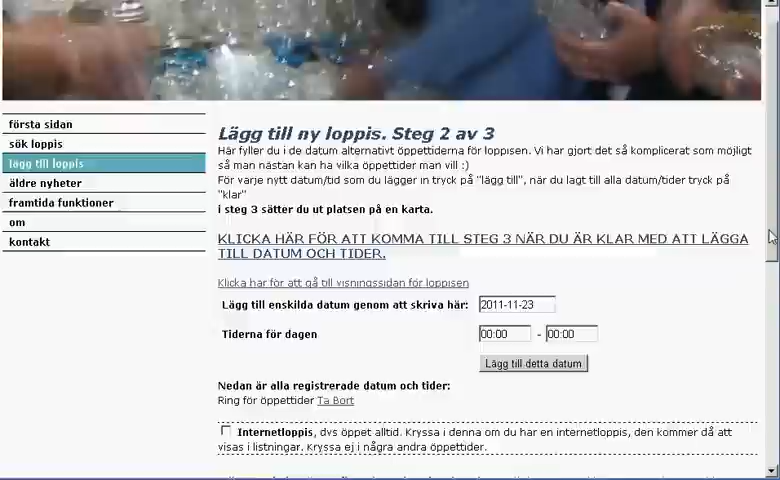 första sidan
sök loppis
lägg till loppis
äldre nyheter
framtida funktioner
om
kontakt
Lägg till ny loppis. Steg 2 av 3
Här fyller du i de datum alternativt öppettiderna för loppisen. Vi har gjort det så komplicerat som möjligt
så man nästan kan ha vilka öppettider man vill :)
För varje nytt datum/tid som du lägger in tryck på "lägg till", när du lagt till alla datum/tider tryck på
"klar"
i steg 3 sätter du ut platsen på en karta.
KLICKA HÄR FÖR ATT KOMMA TILL STEG 3 NÄR DU ÄR KLAR MED ATT LÄGGA
TILL DATUM OCH TIDER.
Klicka här för att gå till visningssidan för loppisen
Lägg till enskilda datum genom att skriva här: 2011-11-23
Tiderna för dagen 00:00 - 00:00
Lägg till detta datum
Nedan är alla registrerade datum och tider:
Ring för öppettider Ta Bort
Internetloppis, dvs öppet alltid. Kryssa i denna om du har en internetloppis, den kommer då att
visas i listningar. Kryssa ej i några andra öppettider.